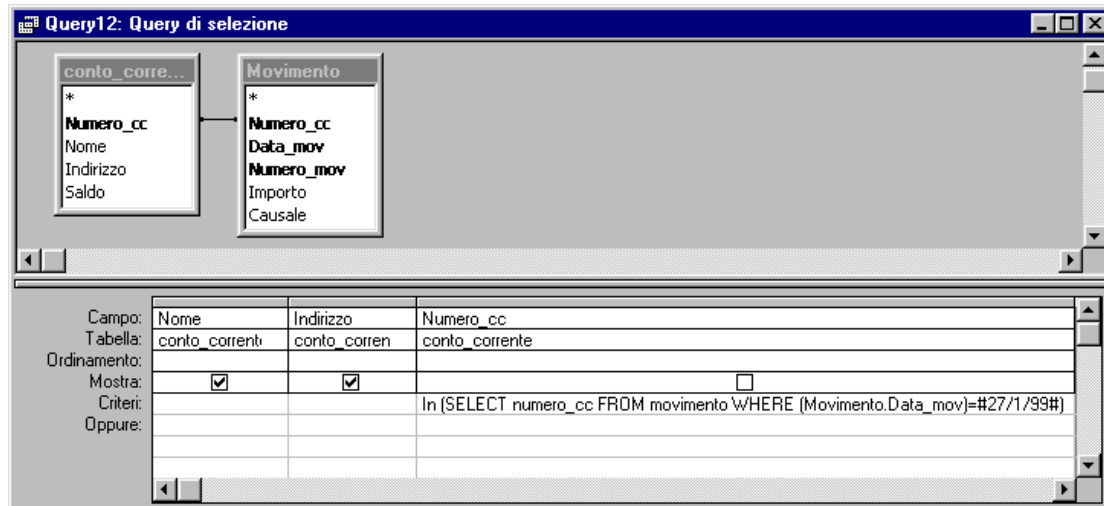 Query12: Query di selezione
conto_corre...
*
Numero_cc
Nome
Indirizzo
Saldo
Movimento
*
Numero_cc
Data_mov
Numero_mov
Importo
Causale
Campo: Nome Indirizzo Numero_cc
Tabella: conto_corrent conto_corren conto_corrente
Ordinamento:
Mostra:
Criteri: In (SELECT numero_cc FROM movimento WHERE (Movimento.Data_mov)=#27/1/99#)
Oppure: